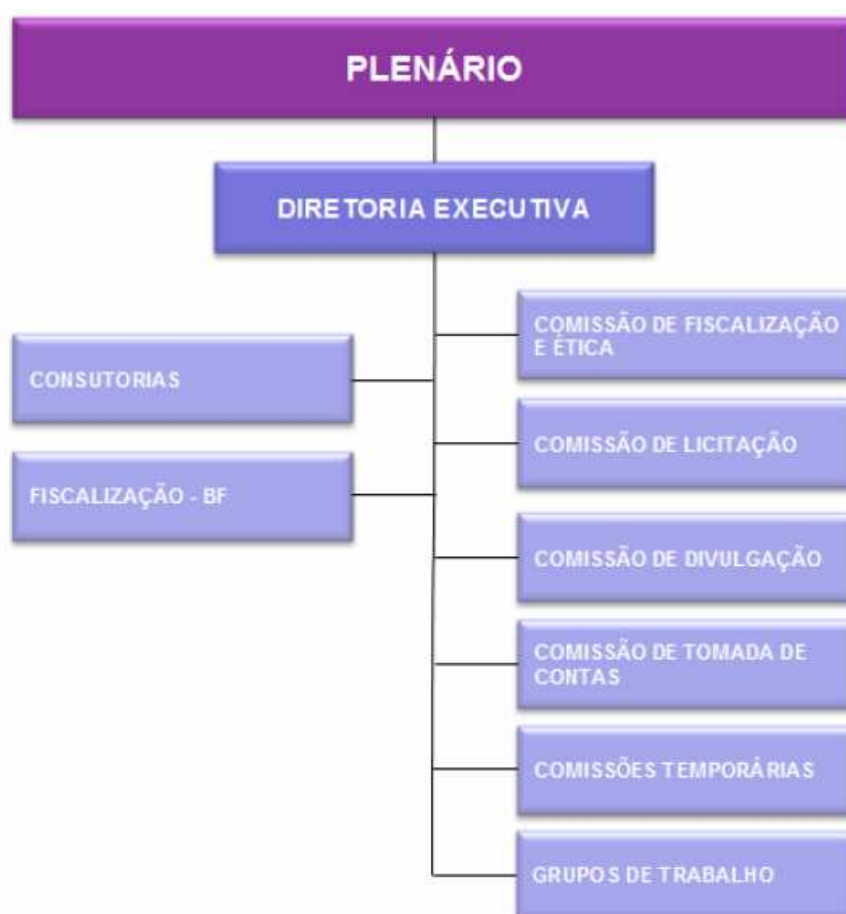 PLENÁRIO
DIRETORIA EXECUTIVA
CONSUTORIAS
FISCALIZAÇÃO - BF
COMISSÃO DE FISCALIZAÇÃO
E ÉTICA
COMISSÃO DE LICITAÇÃO
COMISSÃO DE DIVULGAÇÃO
COMISSÃO DE TOMADA DE
CONTAS
COMISSÕES TEMPORÁRIAS
GRUPOS DE TRABALHO